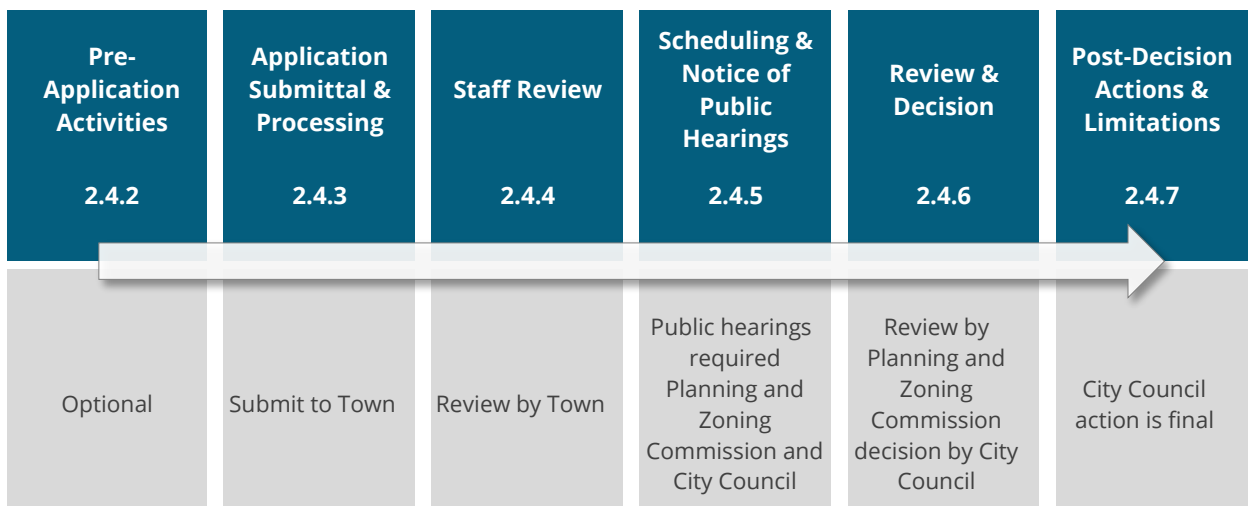 Pre-
Application
Activities
2.4.2
Application
Submittal &
Processing
2.4.3
Staff Review
2.4.4
Scheduling &
Notice of
Public
Hearings
2.4.5
Review &
Decision
2.4.6
Post-Decision
Actions &
Limitations
2.4.7
Optional
Submit to Town
Review by Town
Public hearings
required
Planning and
Zoning
Commission and
City Council
Review by
Planning and
Zoning
Commission
decision by City
Council
City Council
action is final